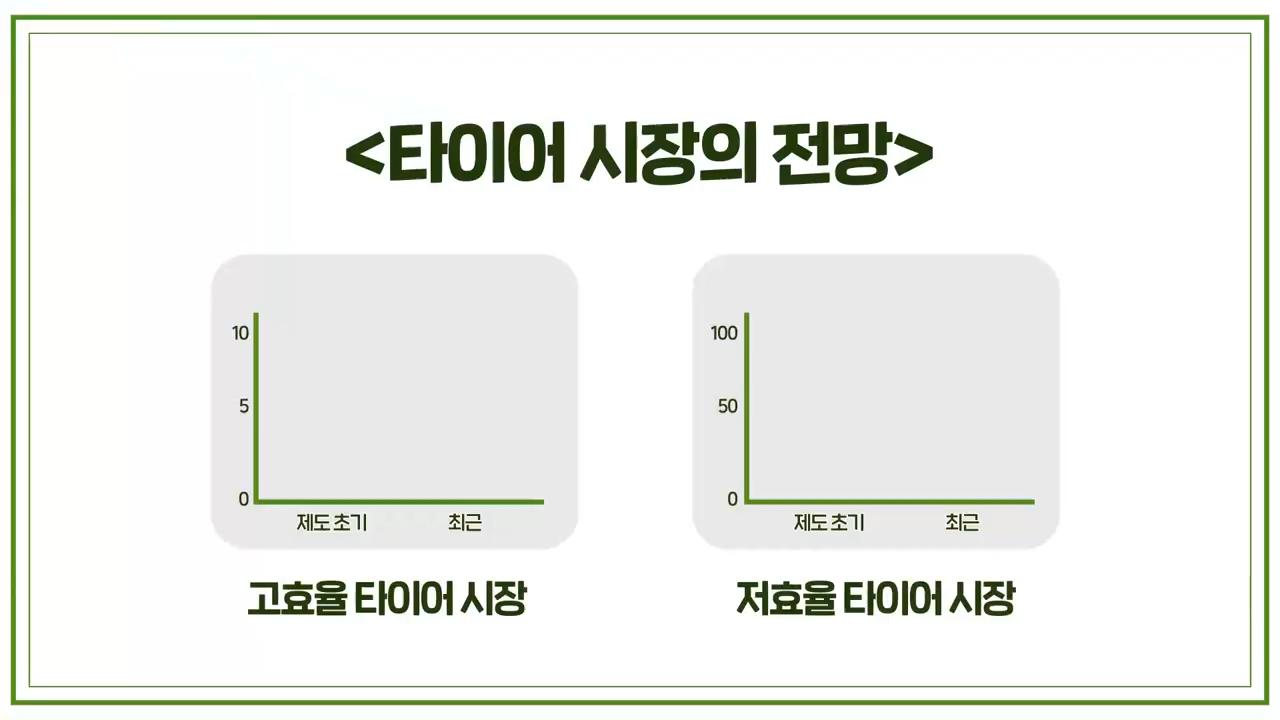 <타이어 시장의 전망>
10
5
0
제도 초기 최근
고효율 타이어 시장
100
50
0
제도 초기 최근
저효율 타이어 시장